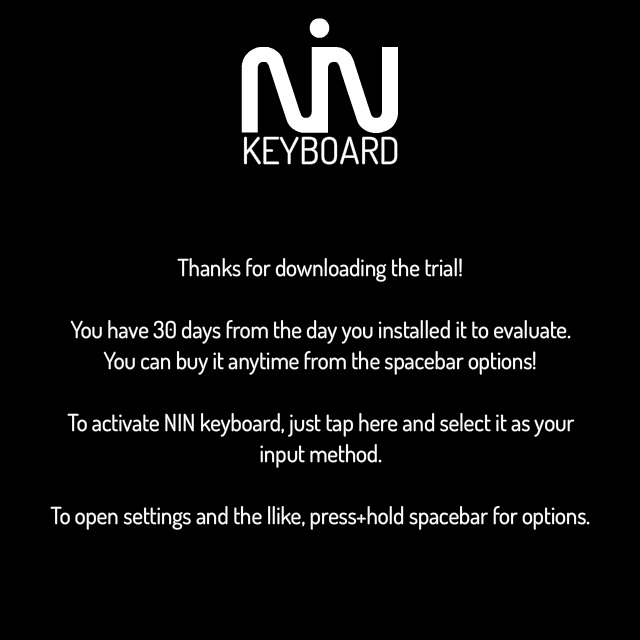 NIN
KEYBOARD
Thanks for downloading the trial!
You have 30 days from the day you installed it to evaluate.
You can buy it anytime from the spacebar options!
To activate NIN keyboard, just tap here and select it as your
input method.
To open settings and the llike, press+hold spacebar for options.